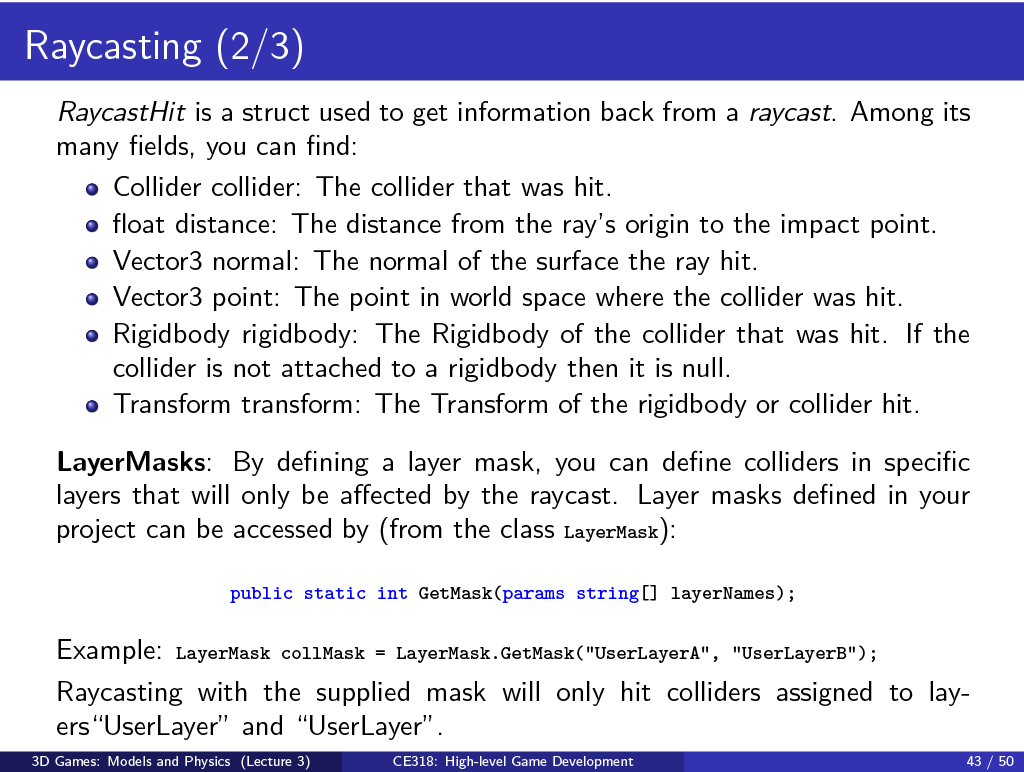 Raycasting (2/3)
RaycastHit is a struct used to get information back from a raycast. Among its
many fields, you can find:
Collider collider: The collider that was hit.
float distance: The distance from the ray's origin to the impact point.
Vector3 normal: The normal of the surface the ray hit.
Vector3 point: The point in world space where the collider was hit.
Rigidbody rigidbody: The Rigidbody of the collider that was hit. If the
collider is not attached to a rigidbody then it is null.
Transform transform: The Transform of the rigidbody or collider hit.
LayerMasks: By defining a layer mask, you can define colliders in specific
layers that will only be affected by the raycast. Layer masks defined in your
project can be accessed by (from the class LayerMask):
public static int GetMask(params string[] layerNames);
Example: LayerMask collMask = LayerMask.GetMask("UserLayerA", "UserLayerB");
Raycasting with the supplied mask will only hit colliders assigned to lay-
ers“UserLayer” and “UserLayer”.
3D Games: Models and Physics (Lecture 3) CE318: High-level Game Development 43 / 50